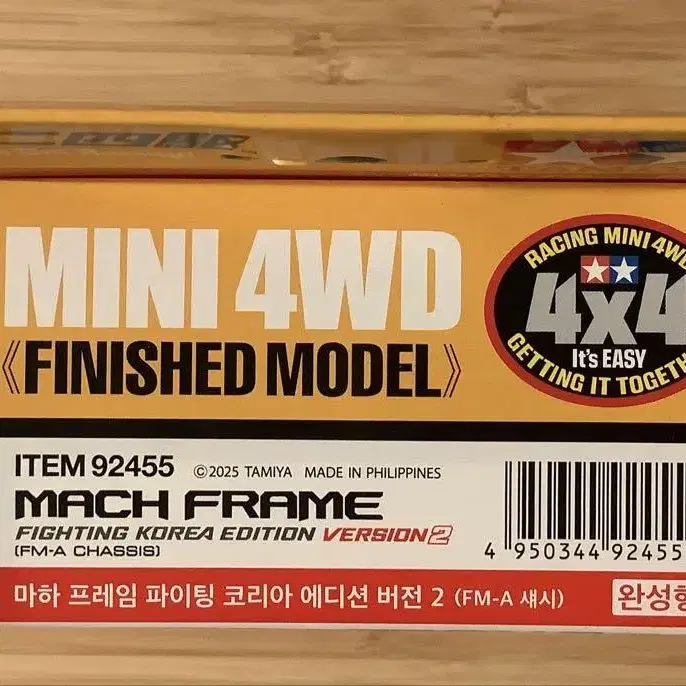 MINI 4WD
《FINISHED MODEL》
RACING MINI 4WD
4x4
It's EASY
GETTING IT TOGETH
ITEM 92455 ©2025 TAMIYA MADE IN PHILIPPINES
MACH FRAME
FIGHTING KOREA EDITION VERSION2
(FM-A CHASSIS)
4 950344 92455
마하 프레임 파이팅 코리아 에디션 버전 2 (FM-A 섀시)
완성형